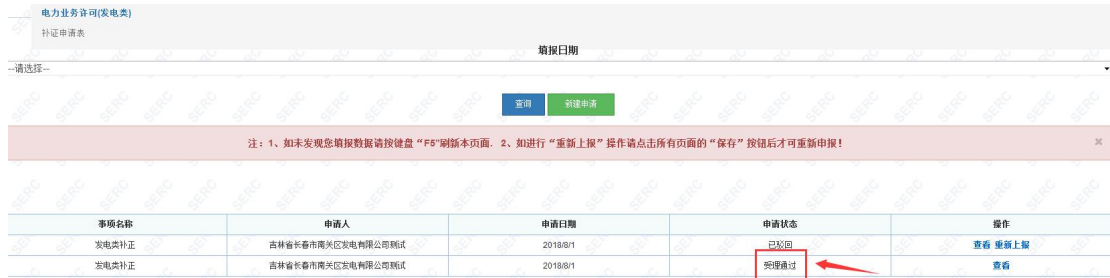 电力业务许可(发电类)
补证申请表
填报日期
--请选择--
查询 新建申请
注：1、如未发现您填报数据请按键盘“F5”刷新本页面. 2、如进行“重新上报”操作请点击所有页面的“保存”按钮后才可重新申报！ ×
事项名称 申请人 申请日期 申请状态 操作
发电类补正 吉林省长春市南关区发电有限公司测试 2018/8/1 已驳回 查看 重新上报
发电类补正 吉林省长春市南关区发电有限公司测试 2018/8/1 受理通过 查看